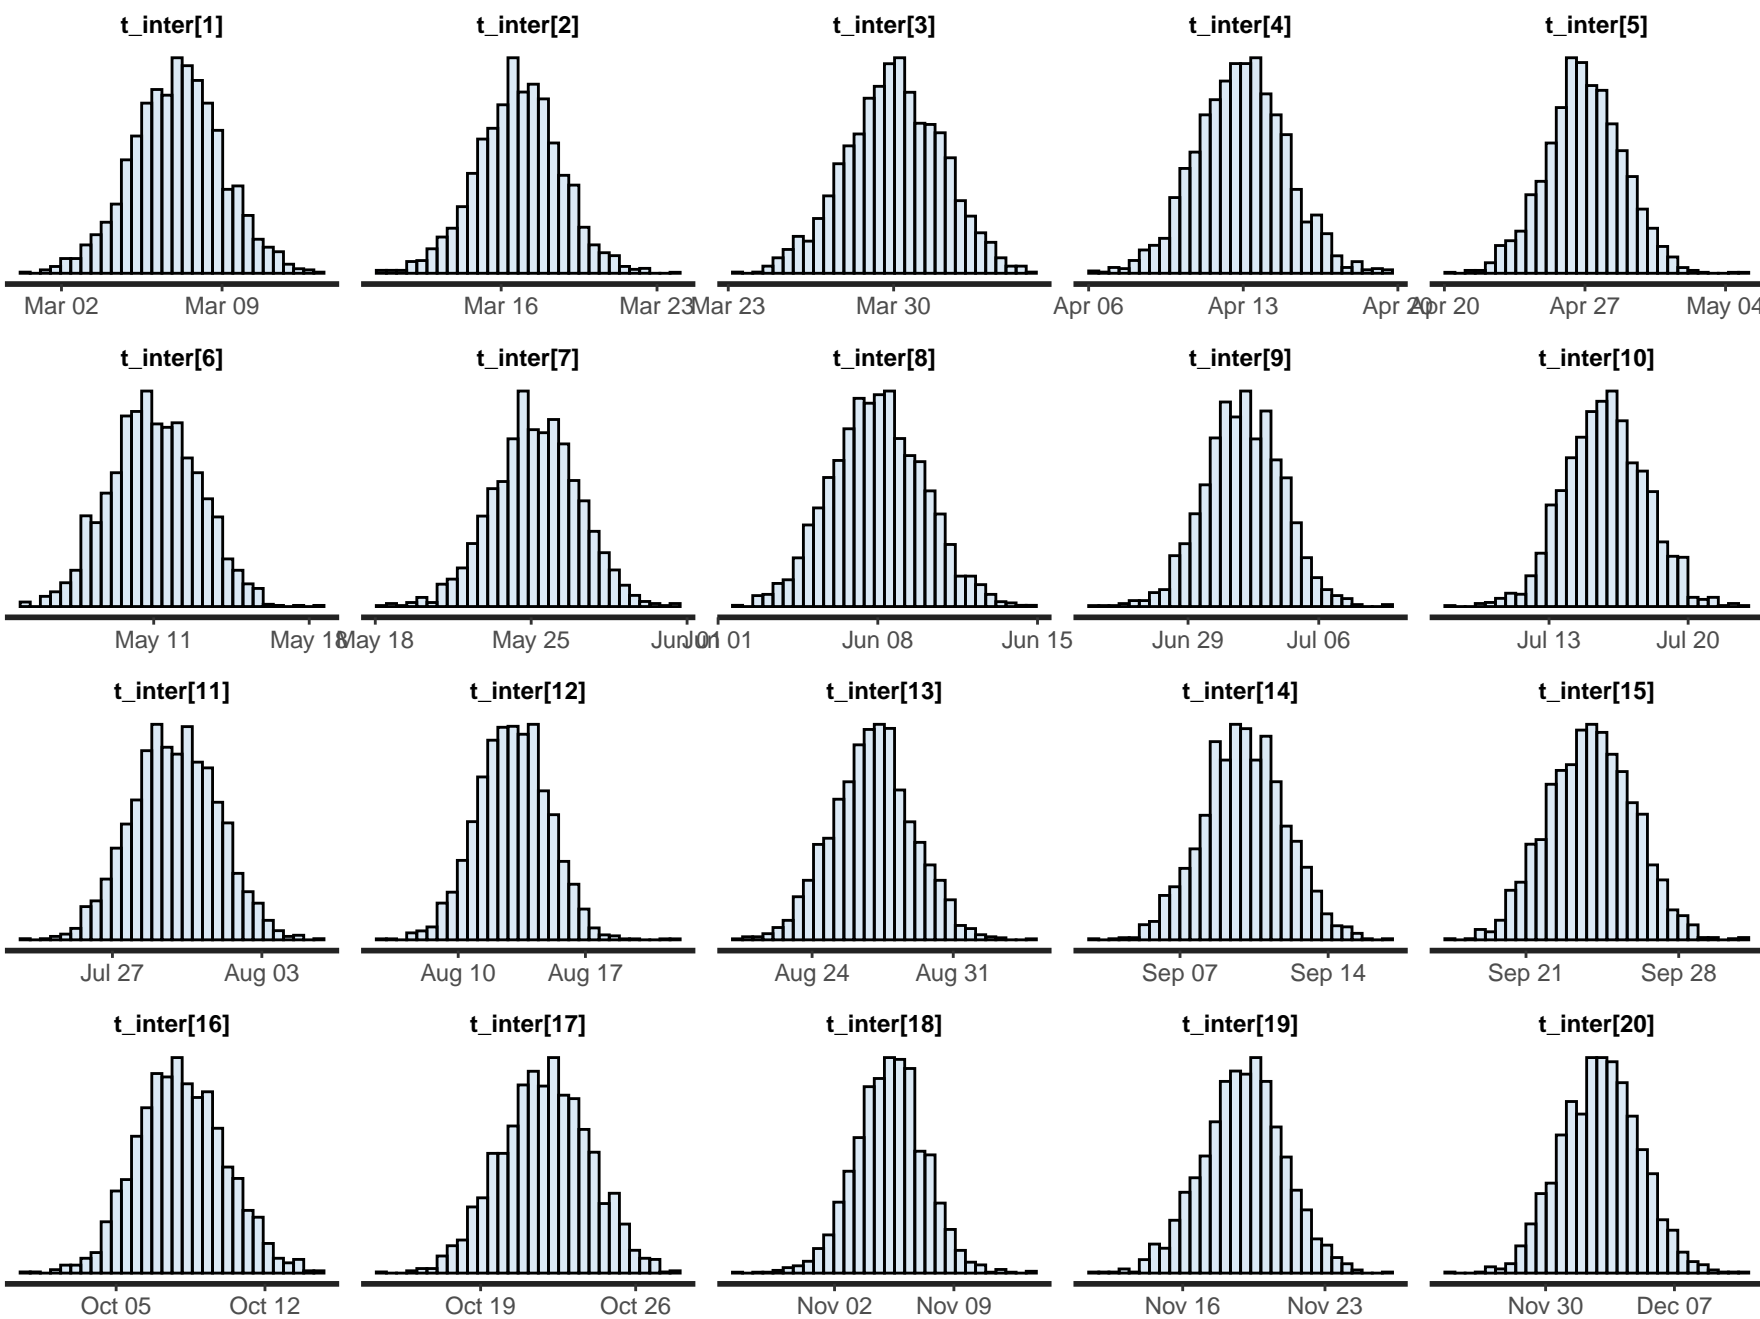 t_inter[1] t_inter[2] t_inter[3] t_inter[4] t_inter[5]
Mar 02 Mar 09 Mar 16 Mar 23 Mar 23 Mar 30 Apr 06 Apr 13 Apr 20 Apr 20 Apr 27 May 04
t_inter[6] t_inter[7] t_inter[8] t_inter[9] t_inter[10]
May 11 May 18 May 18 May 25 Jun 01 Jun 01 Jun 08 Jun 15 Jun 29 Jul 06 Jul 13 Jul 20
t_inter[11] t_inter[12] t_inter[13] t_inter[14] t_inter[15]
Jul 27 Aug 03 Aug 10 Aug 17 Aug 24 Aug 31 Sep 07 Sep 14 Sep 21 Sep 28
t_inter[16] t_inter[17] t_inter[18] t_inter[19] t_inter[20]
Oct 05 Oct 12 Oct 19 Oct 26 Nov 02 Nov 09 Nov 16 Nov 23 Nov 30 Dec 07